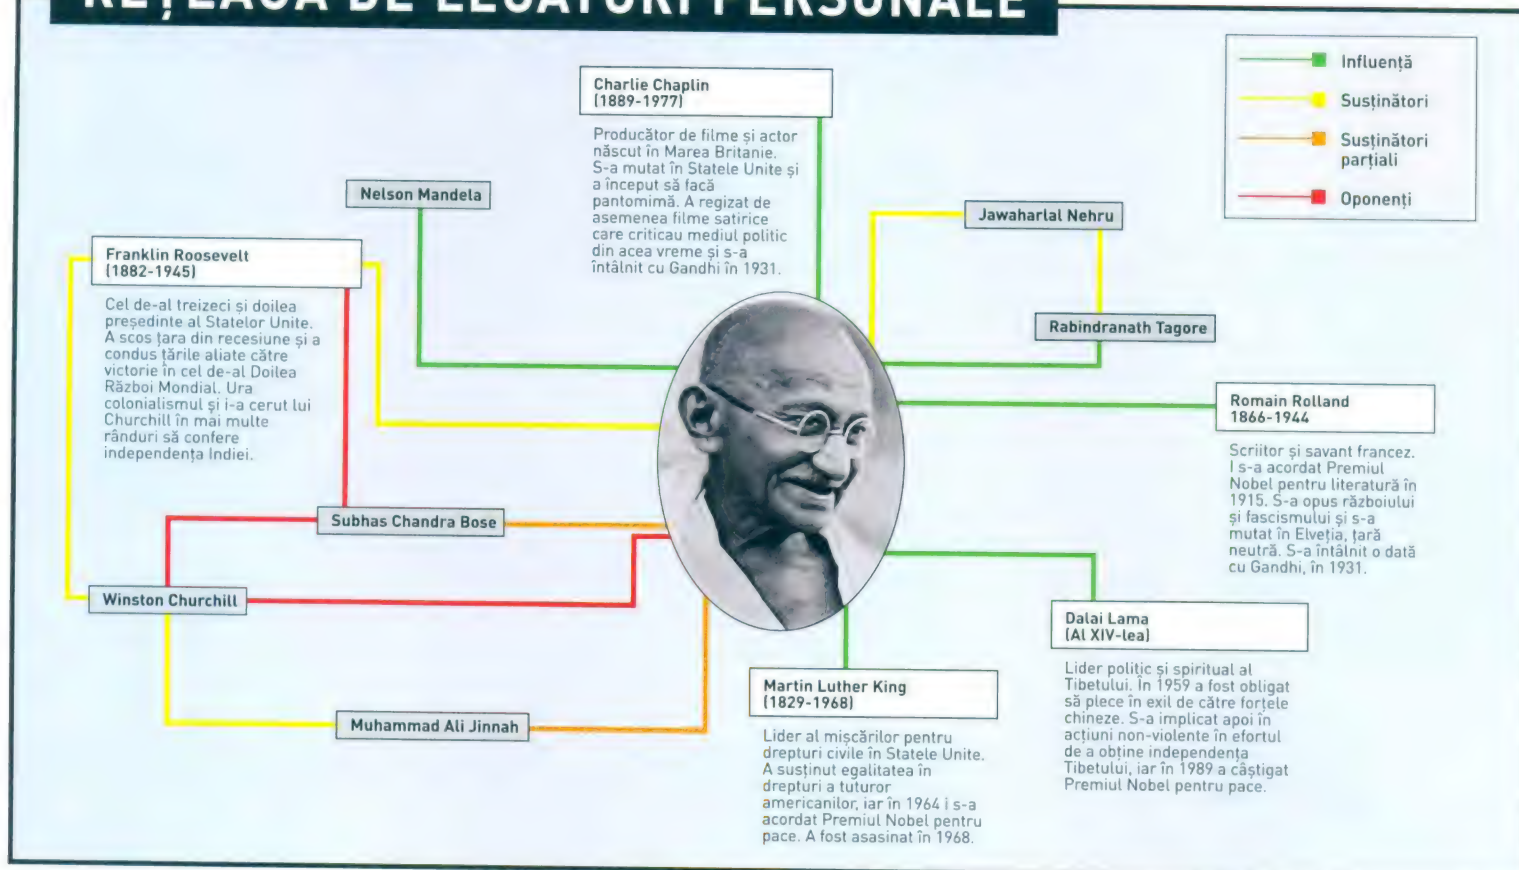 REȚEAUA DE LEGĂTURI PERSONALE
Influență
Susținători
Susținători
parțiali
Oponenți
Charlie Chaplin
(1889-1977)
Producător de filme și actor
născut în Marea Britanie.
S-a mutat în Statele Unite și
a început să facă
pantomimă. A regizat de
asemenea filme satirice
care criticau mediul politic
din acea vreme și s-a
întâlnit cu Gandhi în 1931.
Nelson Mandela
Jawaharlal Nehru
Franklin Roosevelt
(1882-1945)
Cel de-al treizeci și doilea
președinte al Statelor Unite.
A scos țara din recesiune și a
condus țările aliate către
victorie în cel de-al Doilea
Război Mondial. Ura
colonialismul și i-a cerut lui
Churchill în mai multe
rânduri să confere
independența Indiei.
Rabindranath Tagore
Romain Rolland
1866-1944
Scriitor și savant francez.
I s-a acordat Premiul
Nobel pentru literatură în
1915. S-a opus războiului
și fascismului și s-a
mutat în Elveția, țară
neutră. S-a întâlnit o dată
cu Gandhi, în 1931.
Subhas Chandra Bose
Winston Churchill
Muhammad Ali Jinnah
Dalai Lama
(Al XIV-lea)
Lider politic și spiritual al
Tibetului. În 1959 a fost obligat
să plece în exil de către forțele
chineze. S-a implicat apoi în
acțiuni non-violente în efortul
de a obține independența
Tibetului, iar în 1989 a câștigat
Premiul Nobel pentru pace.
Martin Luther King
(1829-1968)
Lider al mișcărilor pentru
drepturi civile în Statele Unite.
A susținut egalitatea în
drepturi a tuturor
americanilor, iar în 1964 i s-a
acordat Premiul Nobel pentru
pace. A fost asasinat în 1968.